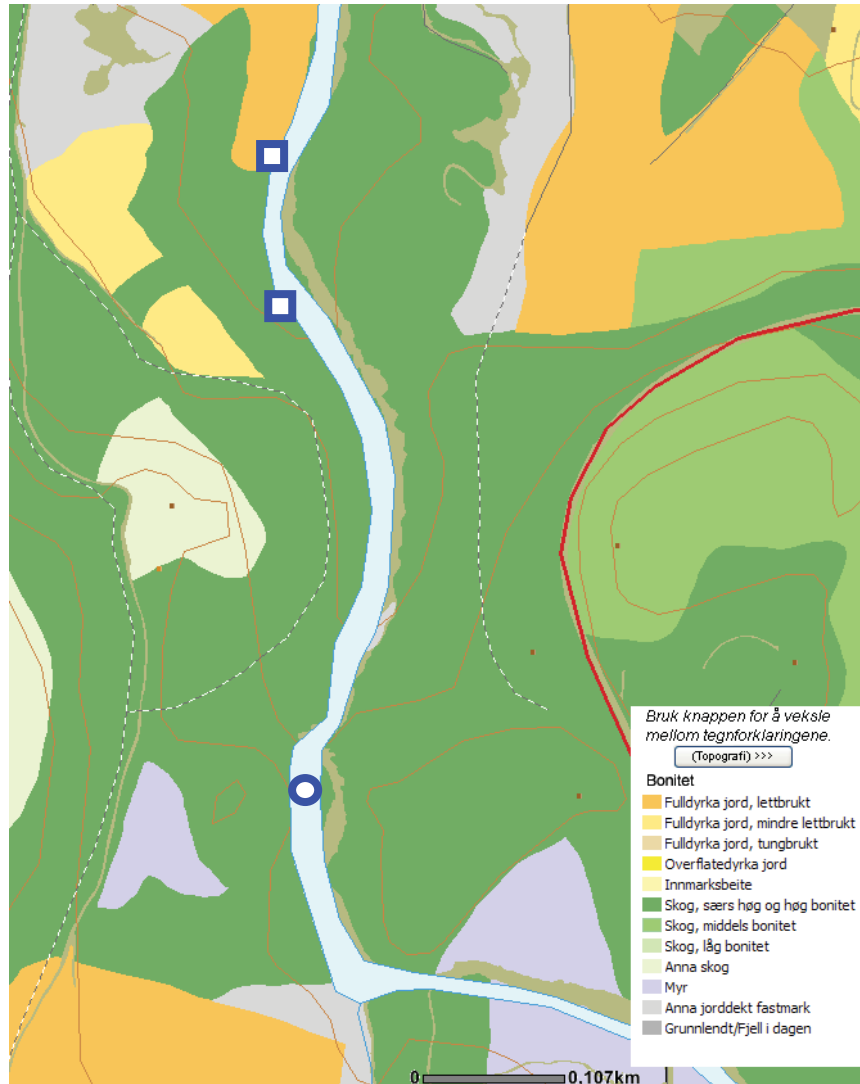 Bruk knappen for å veksle
mellom tegnforklaringene.
(Topografi) >>>
Bonitet
Fulldyrka jord, lettbrukt
Fulldyrka jord, mindre lettbrukt
Fulldyrka jord, tungbrukt
Overflatedyrka jord
Innmarksbeite
Skog, særs høg og høg bonitet
Skog, middels bonitet
Skog, låg bonitet
Anna skog
Myr
Anna jorddekt fastmark
Grunnlendt/Fjell i dagen
0 0.107km